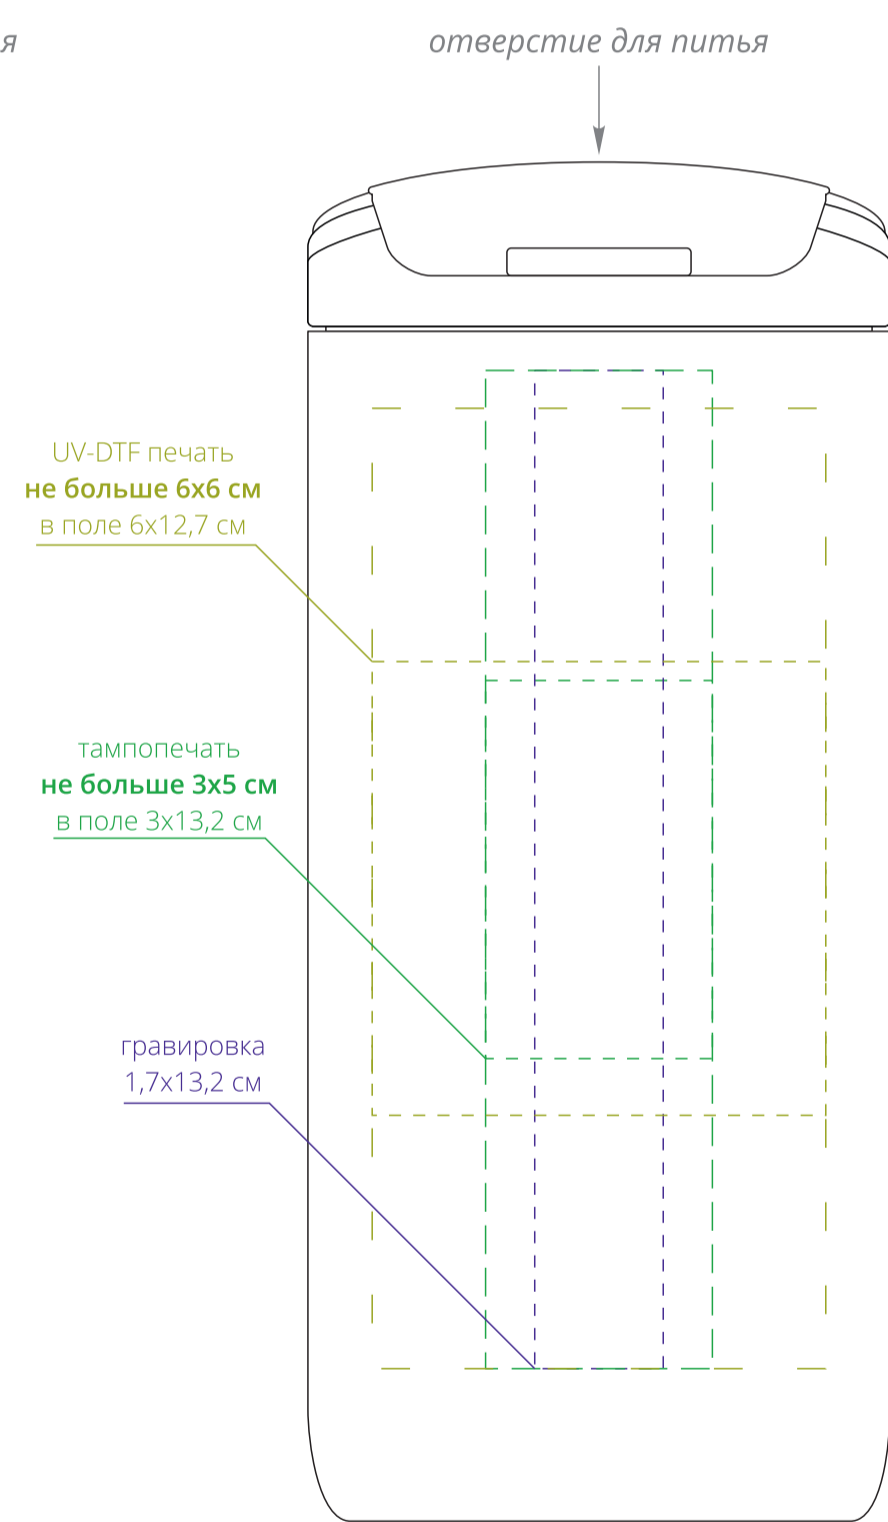 я
отверстие для питья
UV-DTF печать
не больше 6х6 см
в поле 6х12,7 см
тампопечать
не больше 3х5 см
в поле 3х13,2 см
гравировка
1,7х13,2 см